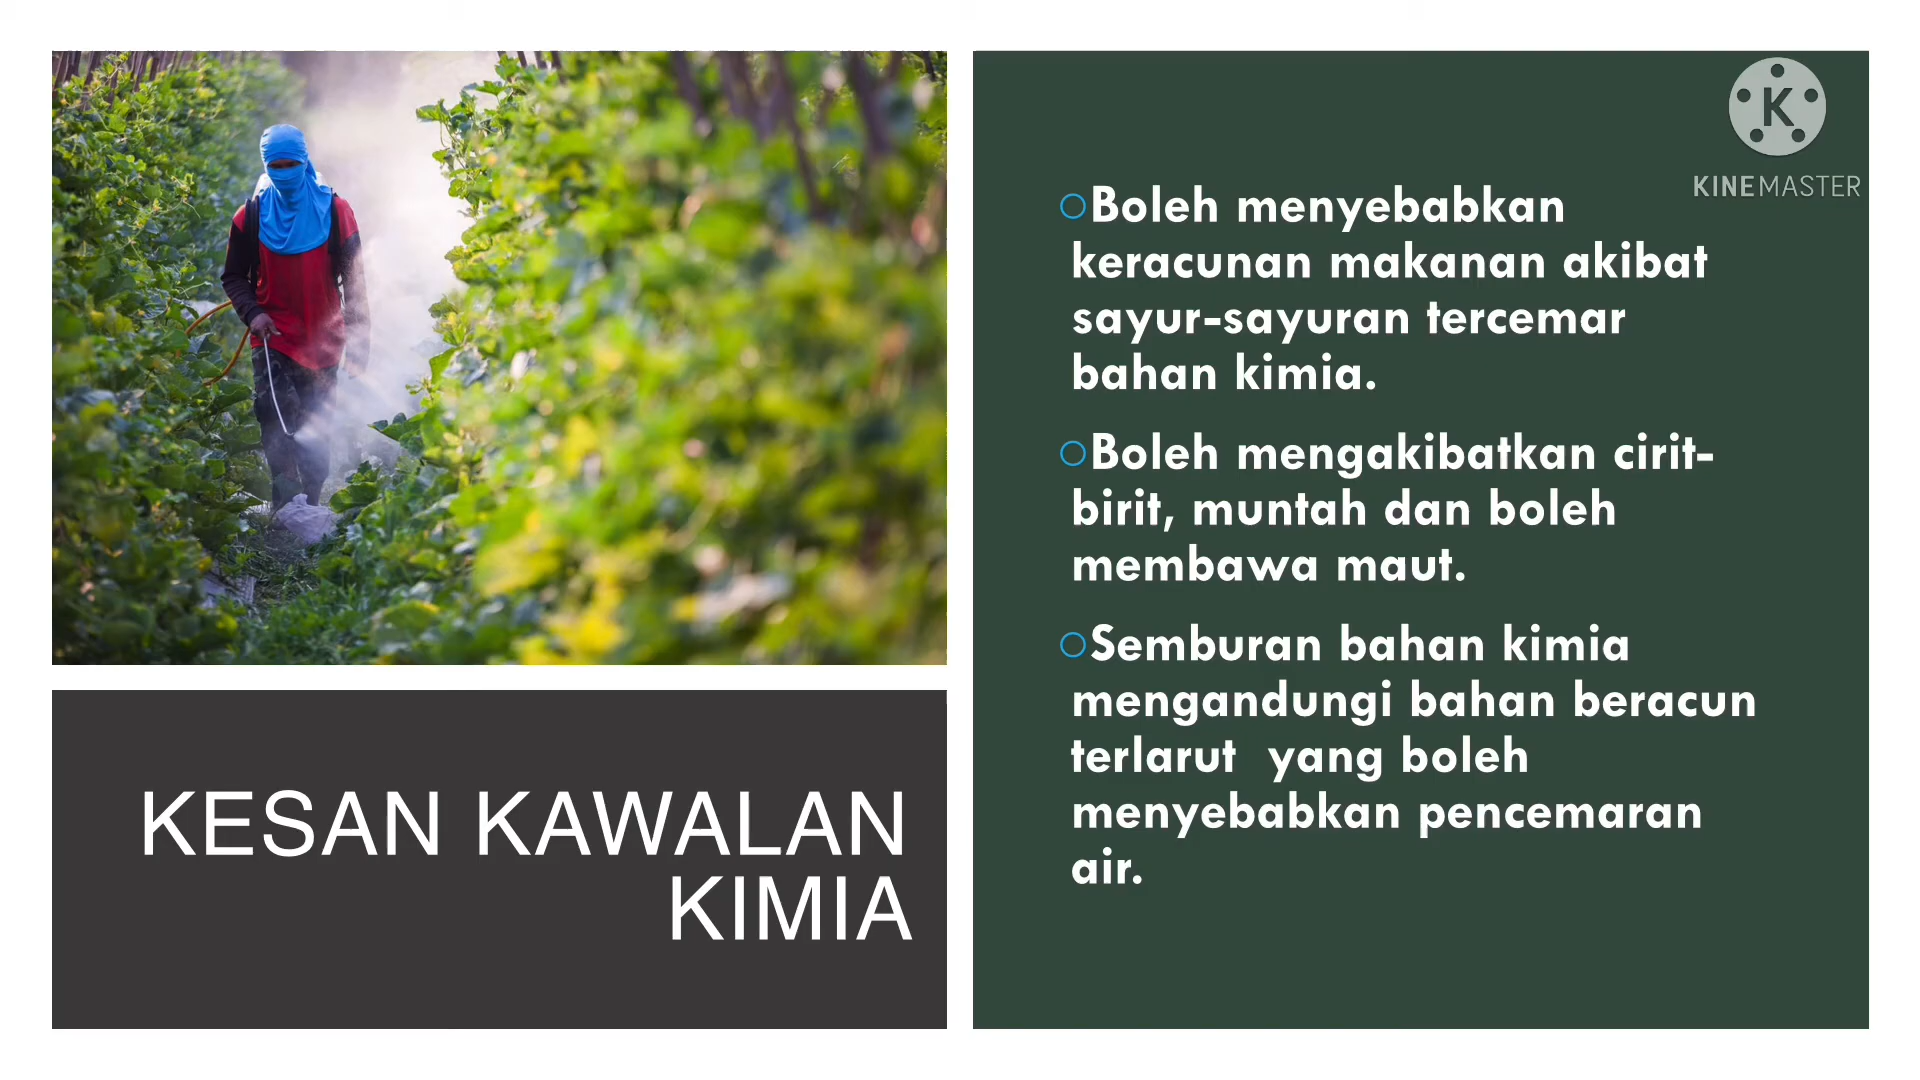 K
KINEMASTER
Boleh menyebabkan
keracunan makanan akibat
sayur-sayuran tercemar
bahan kimia.
Boleh mengakibatkan cirit-
birit, muntah dan boleh
membawa maut.
Semburan bahan kimia
mengandungi bahan beracun
terlarut  yang boleh
menyebabkan pencemaran
air.
KESAN KAWALAN
KIMIA